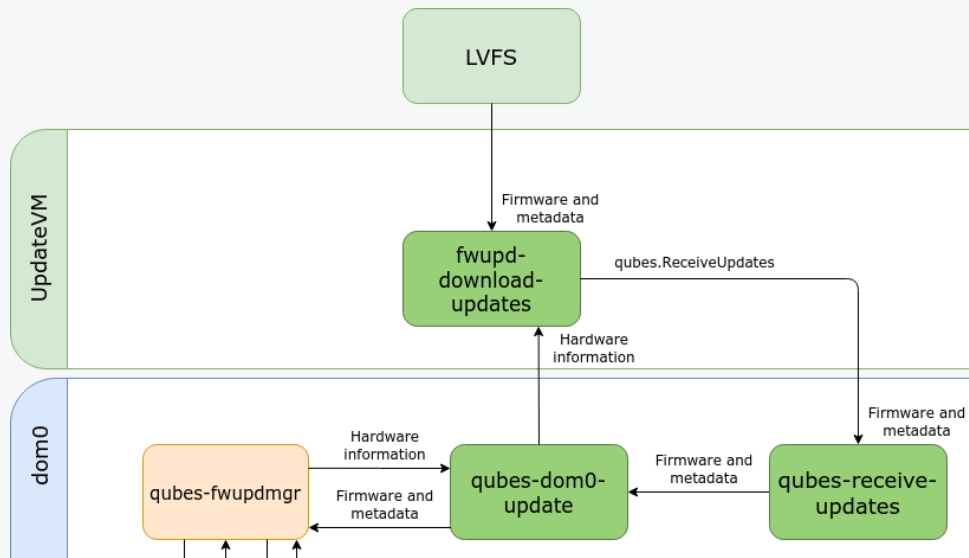 LVFS
UpdateVM
Firmware and
metadata
fwupd-
download-
updates
qubes.ReceiveUpdates
Hardware
information
dom0
Firmware and
metadata
Hardware
information
qubes-fwupdmgr
Firmware and
metadata
qubes-dom0-
update
Firmware and
metadata
qubes-receive-
updates